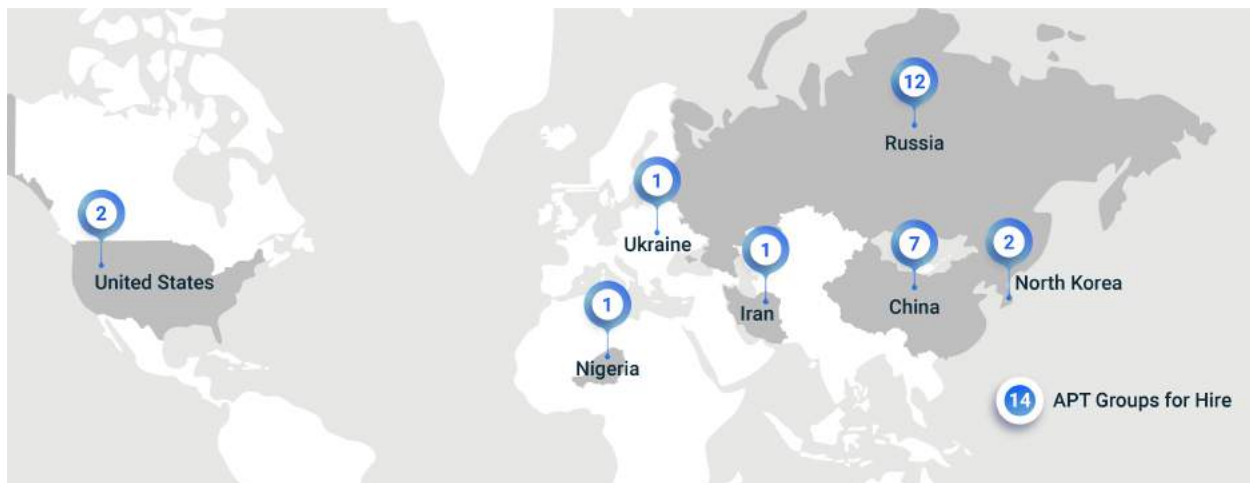 12
Russia
1
Ukraine
2
United States
1
Iran
7
China
2
North Korea
1
Nigeria
14 APT Groups for Hire